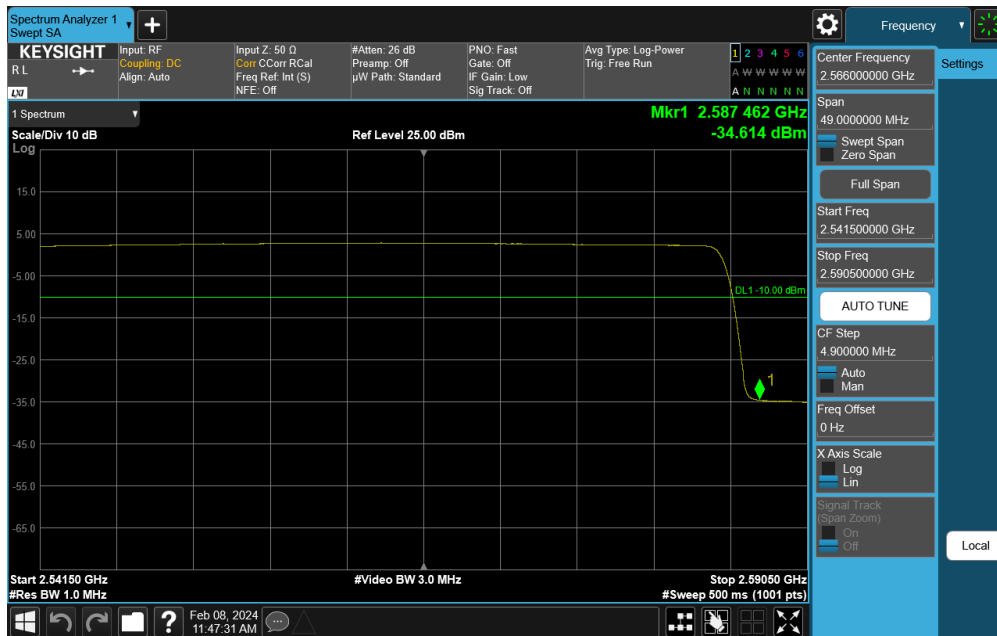 Spectrum Analyzer 1
Swept SA
+
Frequency
KEYSIGHT
R L
LXI
Input: RF
Coupling: DC
Align: Auto
Input Z: 50 Ω
Corr CCorr RCal
Freq Ref: Int (S)
NFE: Off
#Atten: 26 dB
Preamp: Off
µW Path: Standard
PNO: Fast
Gate: Off
IF Gain: Low
Sig Track: Off
Avg Type: Log-Power
Trig: Free Run
1 2 3 4 5 6
A W W W W W
A N N N N N
1 Spectrum
Mkr1 2.587 462 GHz
-34.614 dBm
Scale/Div 10 dB
Ref Level 25.00 dBm
Log
15.0
5.00
-5.00
DL1 -10.00 dBm
-15.0
-25.0
1
-35.0
-45.0
-55.0
-65.0
Start 2.54150 GHz
#Video BW 3.0 MHz
Stop 2.59050 GHz
#Res BW 1.0 MHz
#Sweep 500 ms (1001 pts)
Center Frequency
2.566000000 GHz
Settings
Span
49.0000000 MHz
Swept Span
Zero Span
Full Span
Start Freq
2.541500000 GHz
Stop Freq
2.590500000 GHz
AUTO TUNE
CF Step
4.900000 MHz
Auto
Man
Freq Offset
0 Hz
X Axis Scale
Log
Lin
Signal Track
(Span Zoom)
On
Off
Local
?
Feb 08, 2024
11:47:31 AM